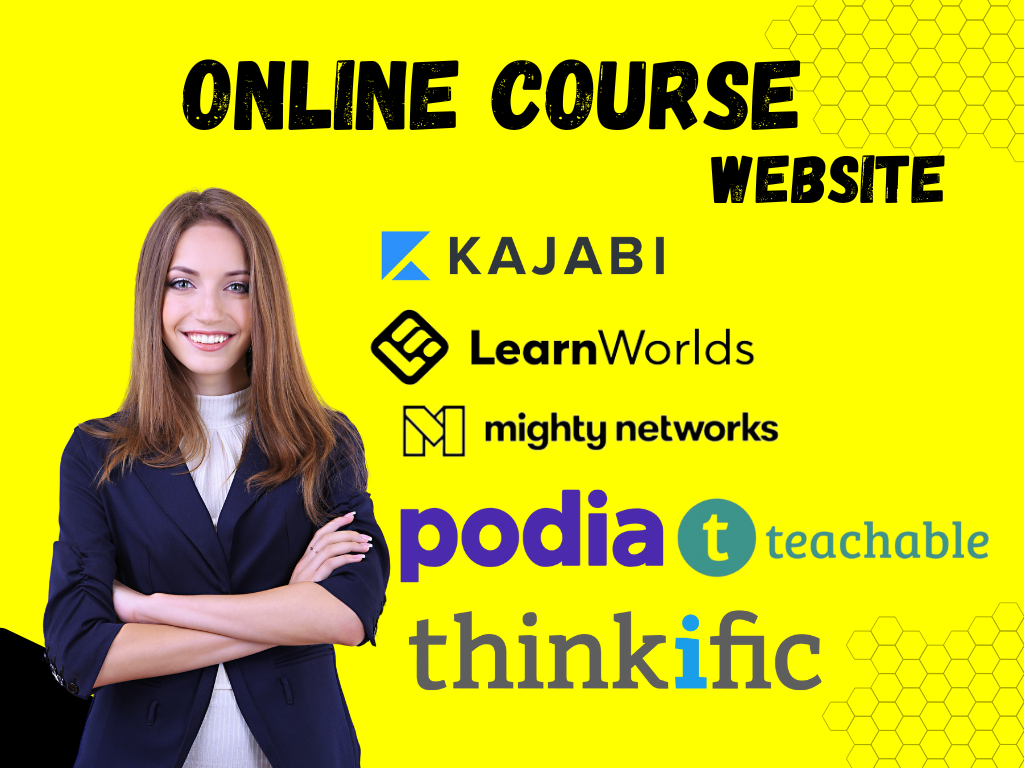 ONLINE COURSE
WEBSITE
KAJABI
LearnWorlds
mighty networks
podia t teachable
thinkific